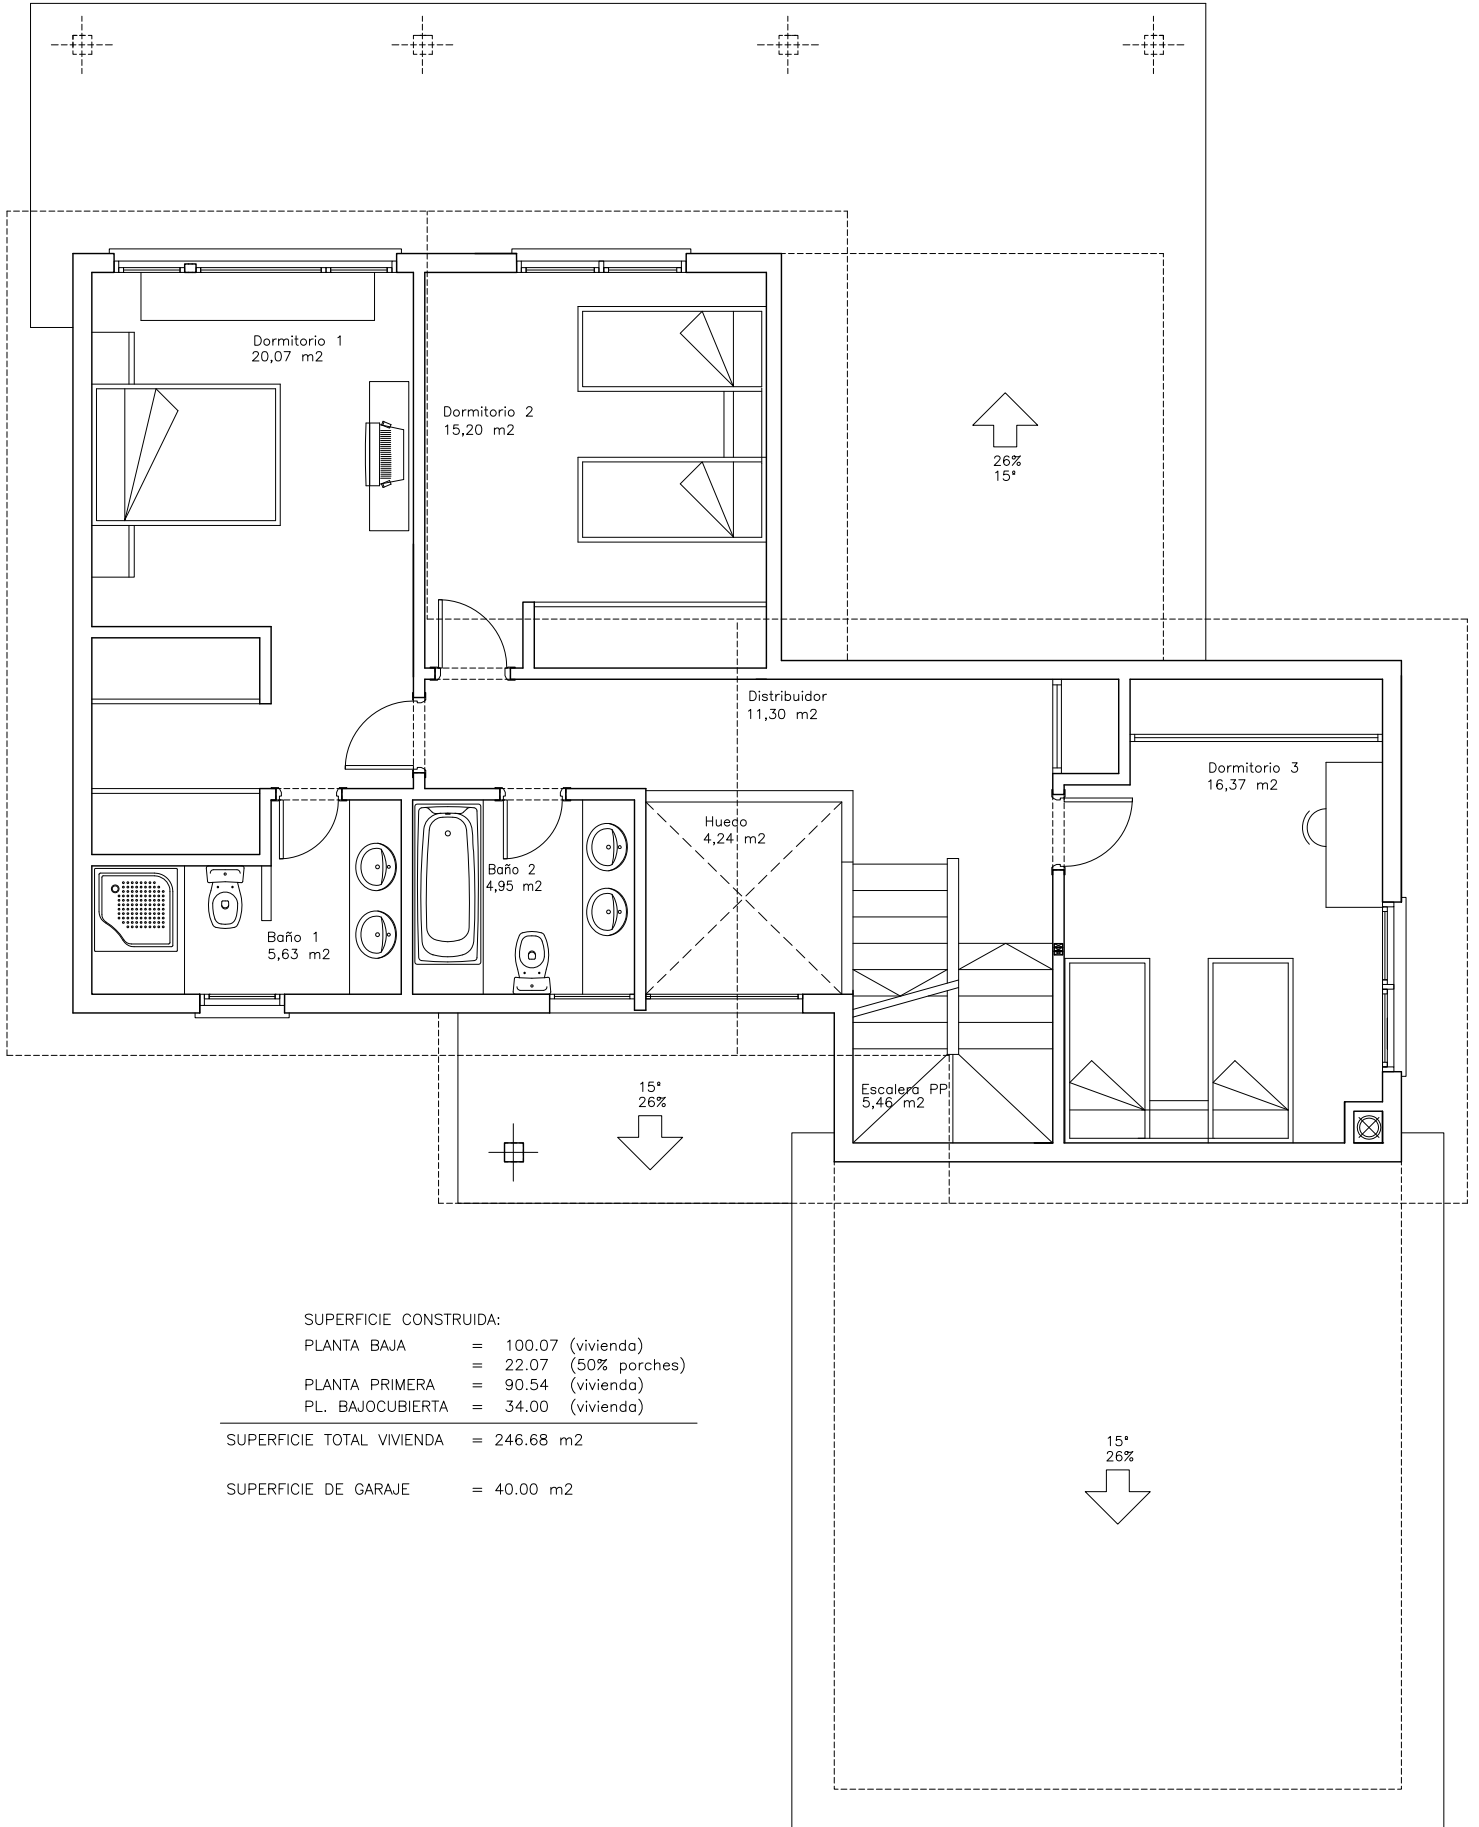 Dormitorio 1
20,07 m2
Dormitorio 2
15,20 m2
26%
15°
Distribuidor
11,30 m2
Dormitorio 3
16,37 m2
Hueco
4,24 m2
Baño 2
4,95 m2
Baño 1
5,63 m2
15°
26%
Escalera PP
5,46 m2
SUPERFICIE CONSTRUIDA:
PLANTA BAJA = 100.07 (vivienda)
= 22.07 (50% porches)
PLANTA PRIMERA = 90.54 (vivienda)
PL. BAJOCUBIERTA = 34.00 (vivienda)
SUPERFICIE TOTAL VIVIENDA = 246.68 m2
SUPERFICIE DE GARAJE = 40.00 m2
15°
26%